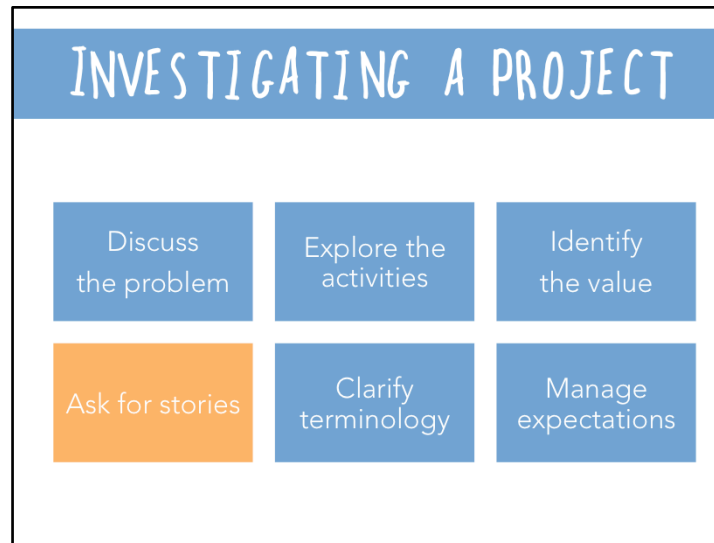 INVESTIGATING A PROJECT
Discuss
the problem
Explore the
activities
Identify
the value
Ask for stories
Clarify
terminology
Manage
expectations